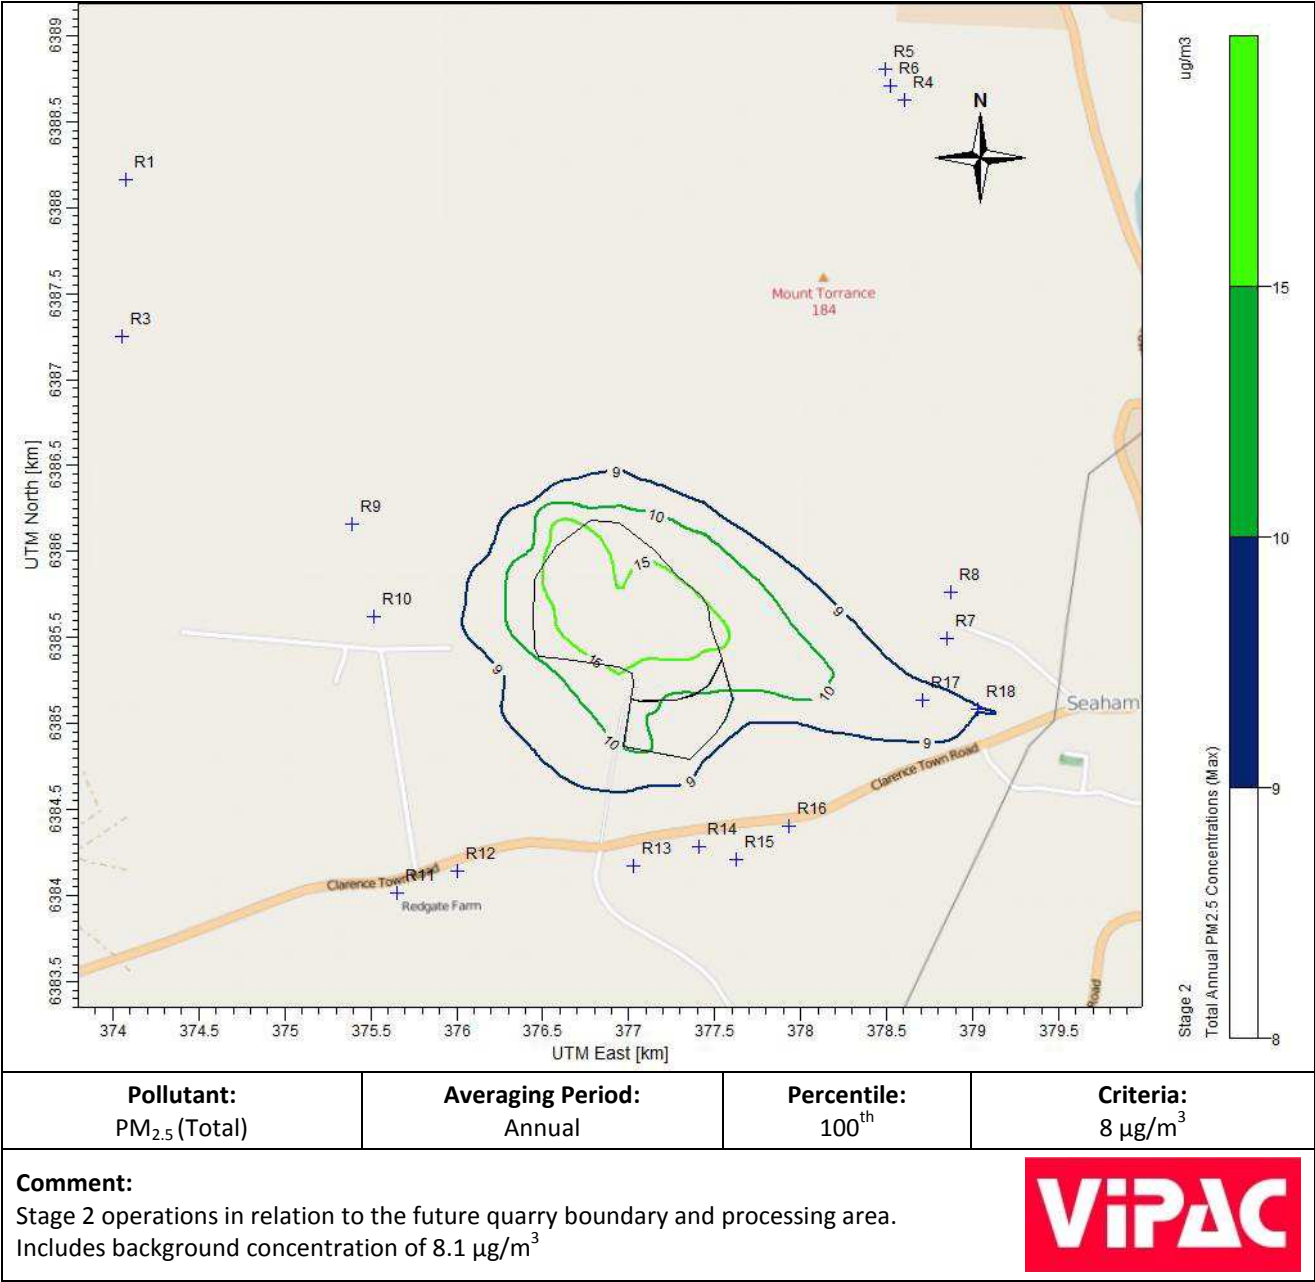 R5
R6
R4
N
R1
Mount Torrance
184
R3
R9
R10
R8
R7
R17
R18
Seaham
9
10
15
9
15
9
10
10
9
9
Clarence Town Road
R16
R14
R15
R13
R12
R11
Clarence Town Road
Redgate Farm
Road
6389
6388.5
6388
6387.5
6387
6386.5
6386
6385.5
6385
6384.5
6384
6383.5
UTM North [km]
374 374.5 375 375.5 376 376.5 377 377.5 378 378.5 379 379.5
UTM East [km]
ug/m3
15
10
9
8
Stage 2
Total Annual PM2.5 Concentrations (Max)
Pollutant:
PM2.5 (Total)
Averaging Period:
Annual
Percentile:
100th
Criteria:
8 µg/m3
Comment:
Stage 2 operations in relation to the future quarry boundary and processing area.
Includes background concentration of 8.1 µg/m3
ViPAC